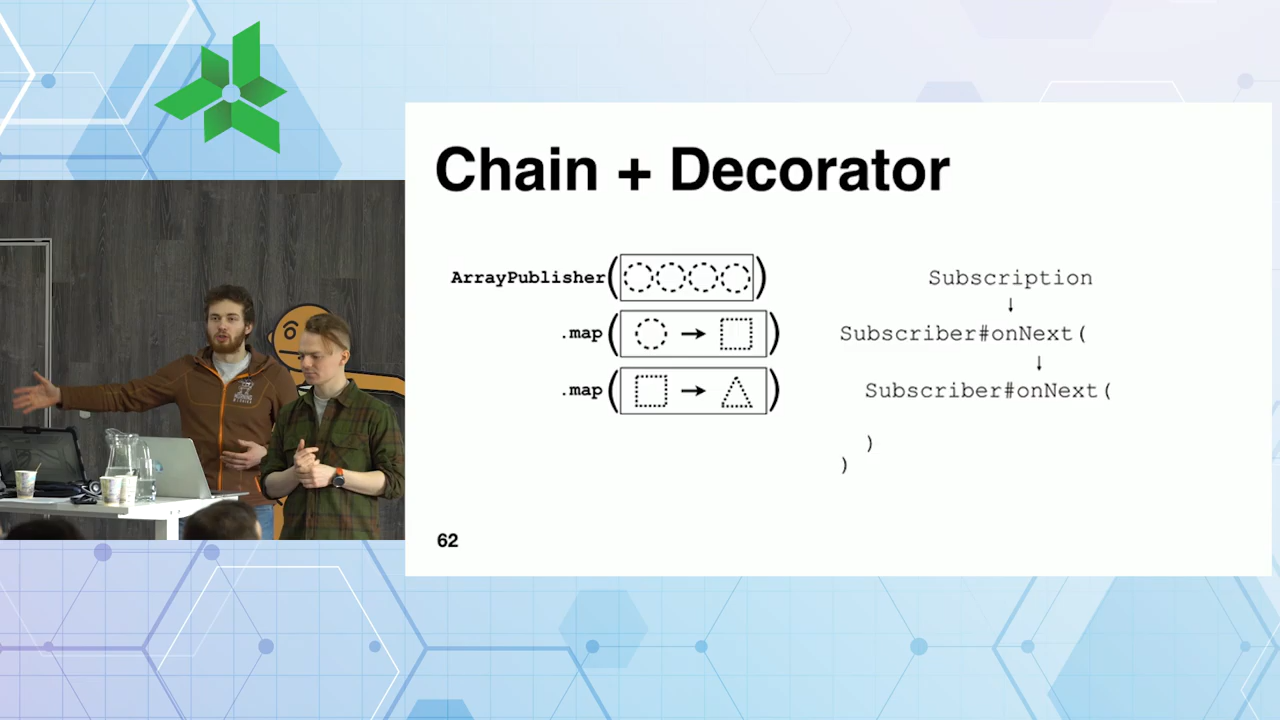 Chain + Decorator
ArrayPublisher( )
.map ( → )
.map ( → )
Subscription
↓
Subscriber#onNext(
↓
Subscriber#onNext(
)
)
62